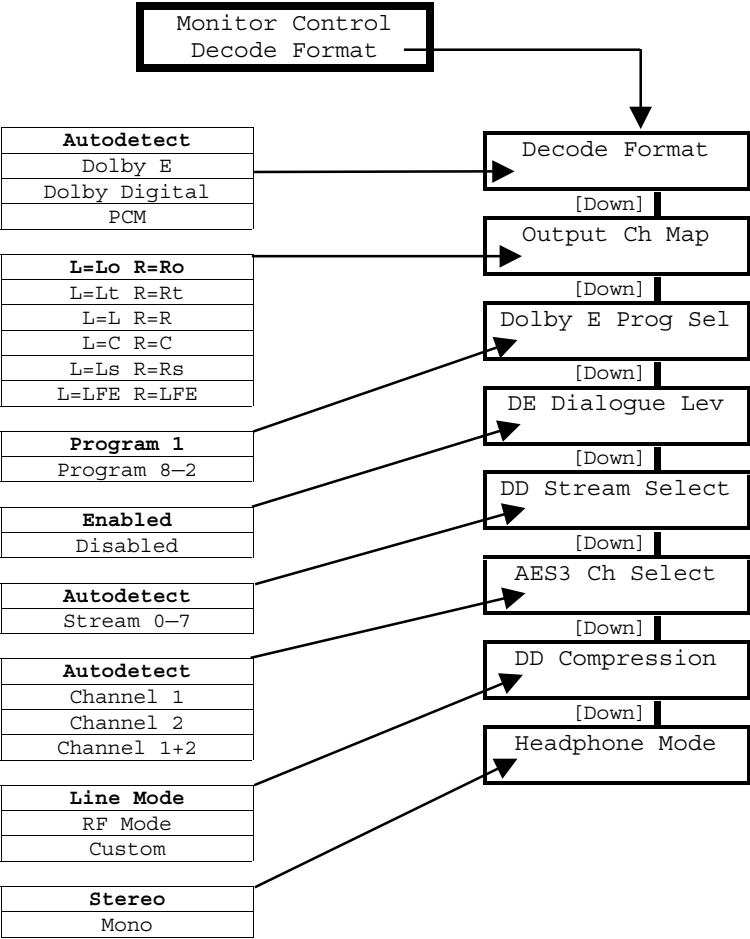 Monitor Control
Decode Format
Autodetect
Dolby E
Dolby Digital
PCM
L=Lo R=Ro
L=Lt R=Rt
L=L R=R
L=C R=C
L=Ls R=Rs
L=LFE R=LFE
Program 1
Program 8–2
Enabled
Disabled
Autodetect
Stream 0–7
Autodetect
Channel 1
Channel 2
Channel 1+2
Line Mode
RF Mode
Custom
Stereo
Mono
Decode Format
[Down]
Output Ch Map
[Down]
Dolby E Prog Sel
[Down]
DE Dialogue Lev
[Down]
DD Stream Select
[Down]
AES3 Ch Select
[Down]
DD Compression
[Down]
Headphone Mode